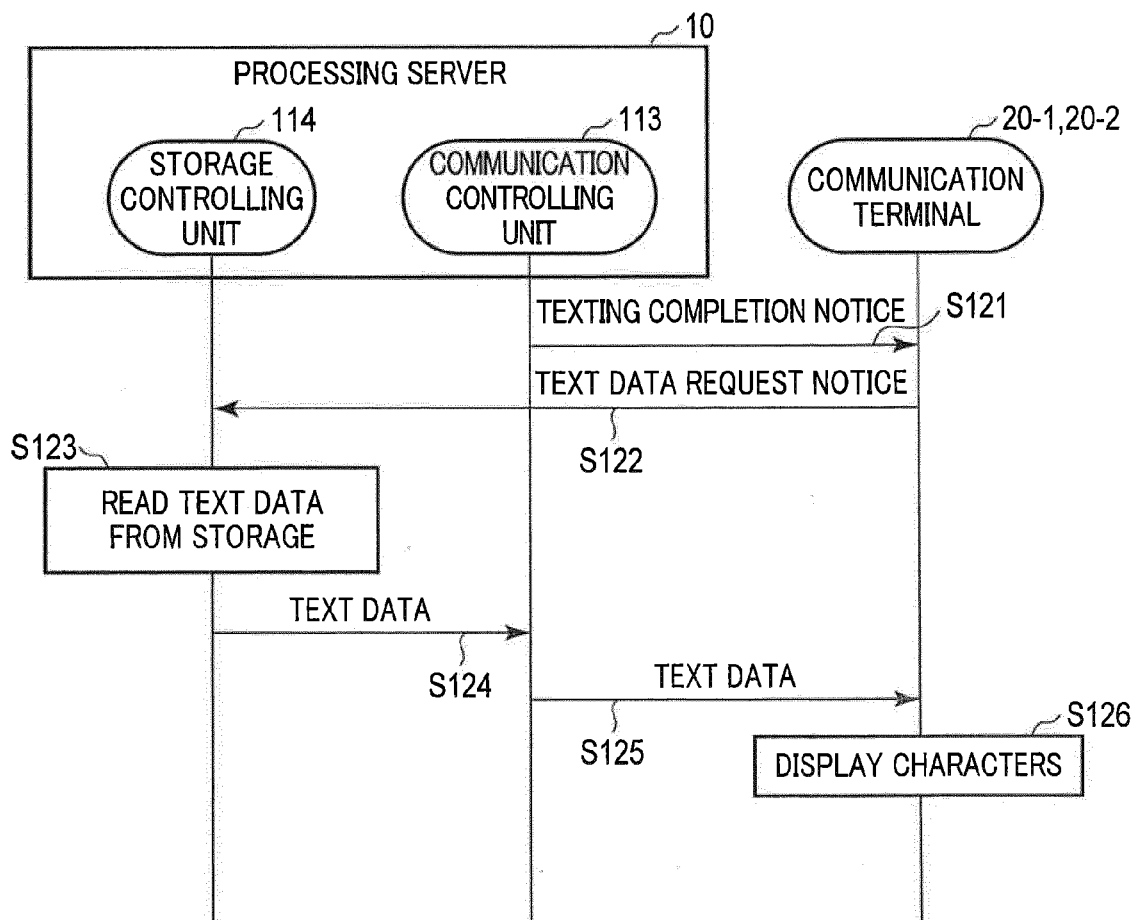 10
PROCESSING SERVER
114
113
20-1,20-2
STORAGE
CONTROLLING
UNIT
COMMUNICATION
CONTROLLING
UNIT
COMMUNICATION
TERMINAL
TEXTING COMPLETION NOTICE
S121
TEXT DATA REQUEST NOTICE
S122
S123
READ TEXT DATA
FROM STORAGE
TEXT DATA
S124
TEXT DATA
S125
S126
DISPLAY CHARACTERS